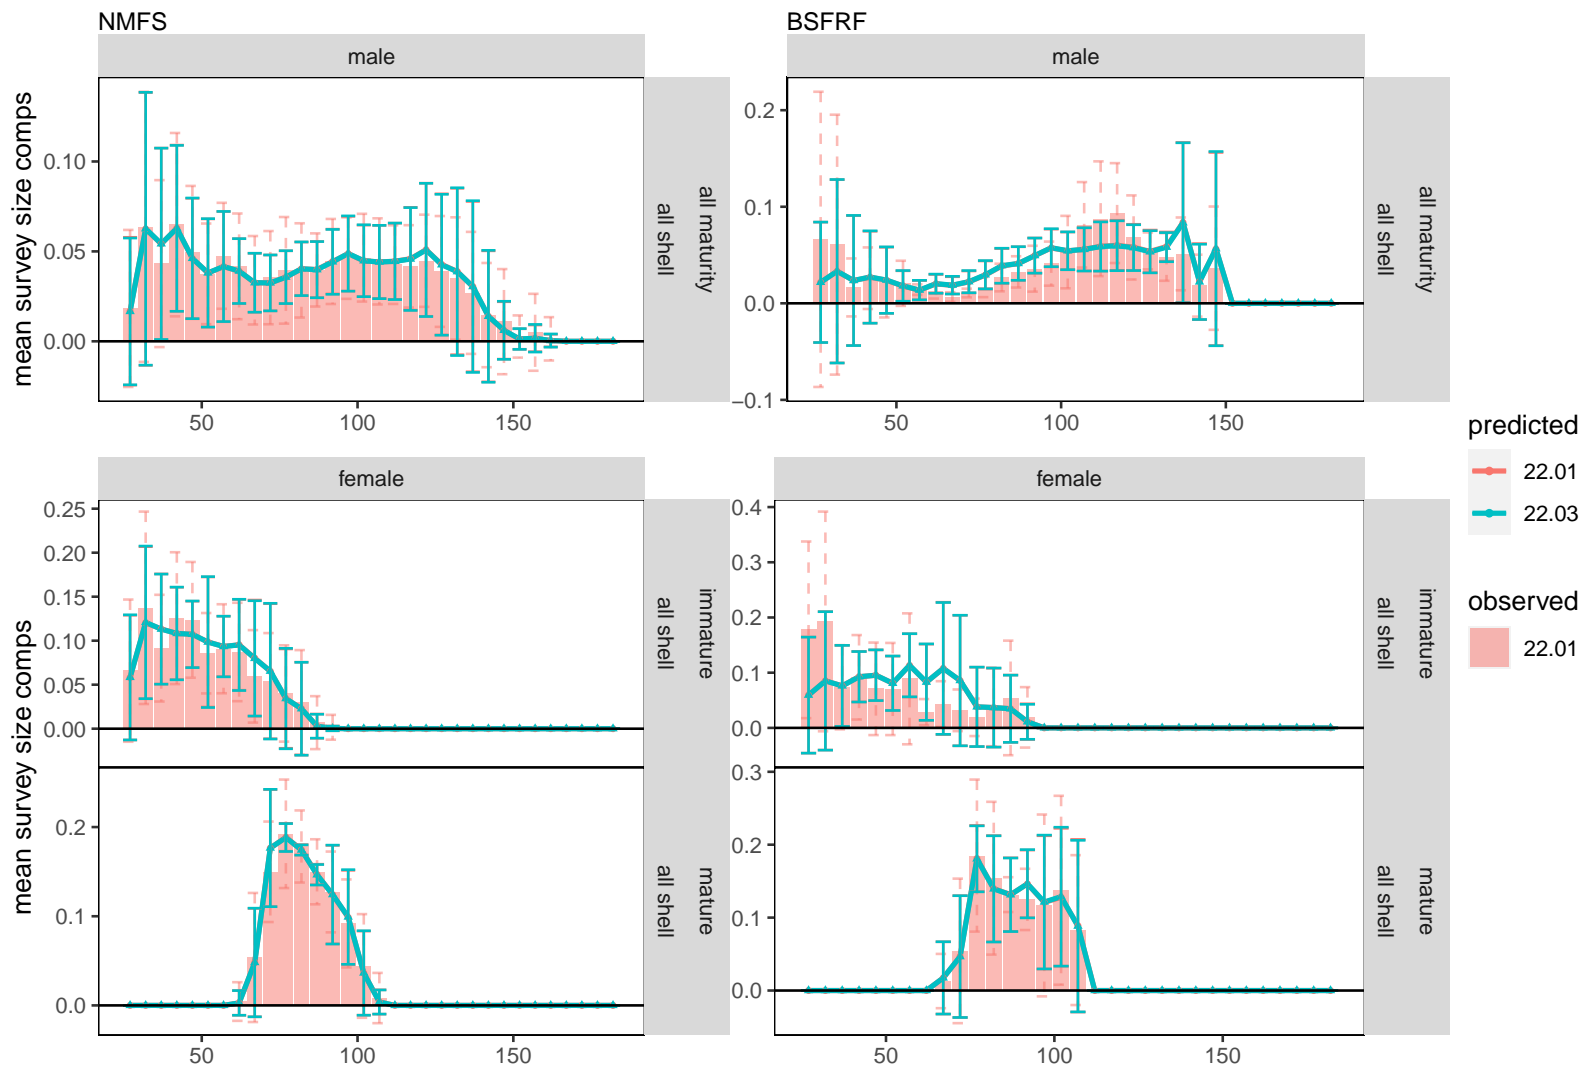 NMFS
BSFRF
male
male
mean survey size comps
0.10
0.05
0.00
all maturity
all shell
50
100
150
0.2
0.1
0.0
−0.1
all maturity
all shell
50
100
150
female
female
mean survey size comps
0.25
0.20
0.15
0.10
0.05
0.00
immature
all shell
0.4
0.3
0.2
0.1
0.0
immature
all shell
0.2
0.1
0.0
mature
all shell
50
100
150
0.3
0.2
0.1
0.0
mature
all shell
50
100
150
predicted
22.01
22.03
observed
22.01